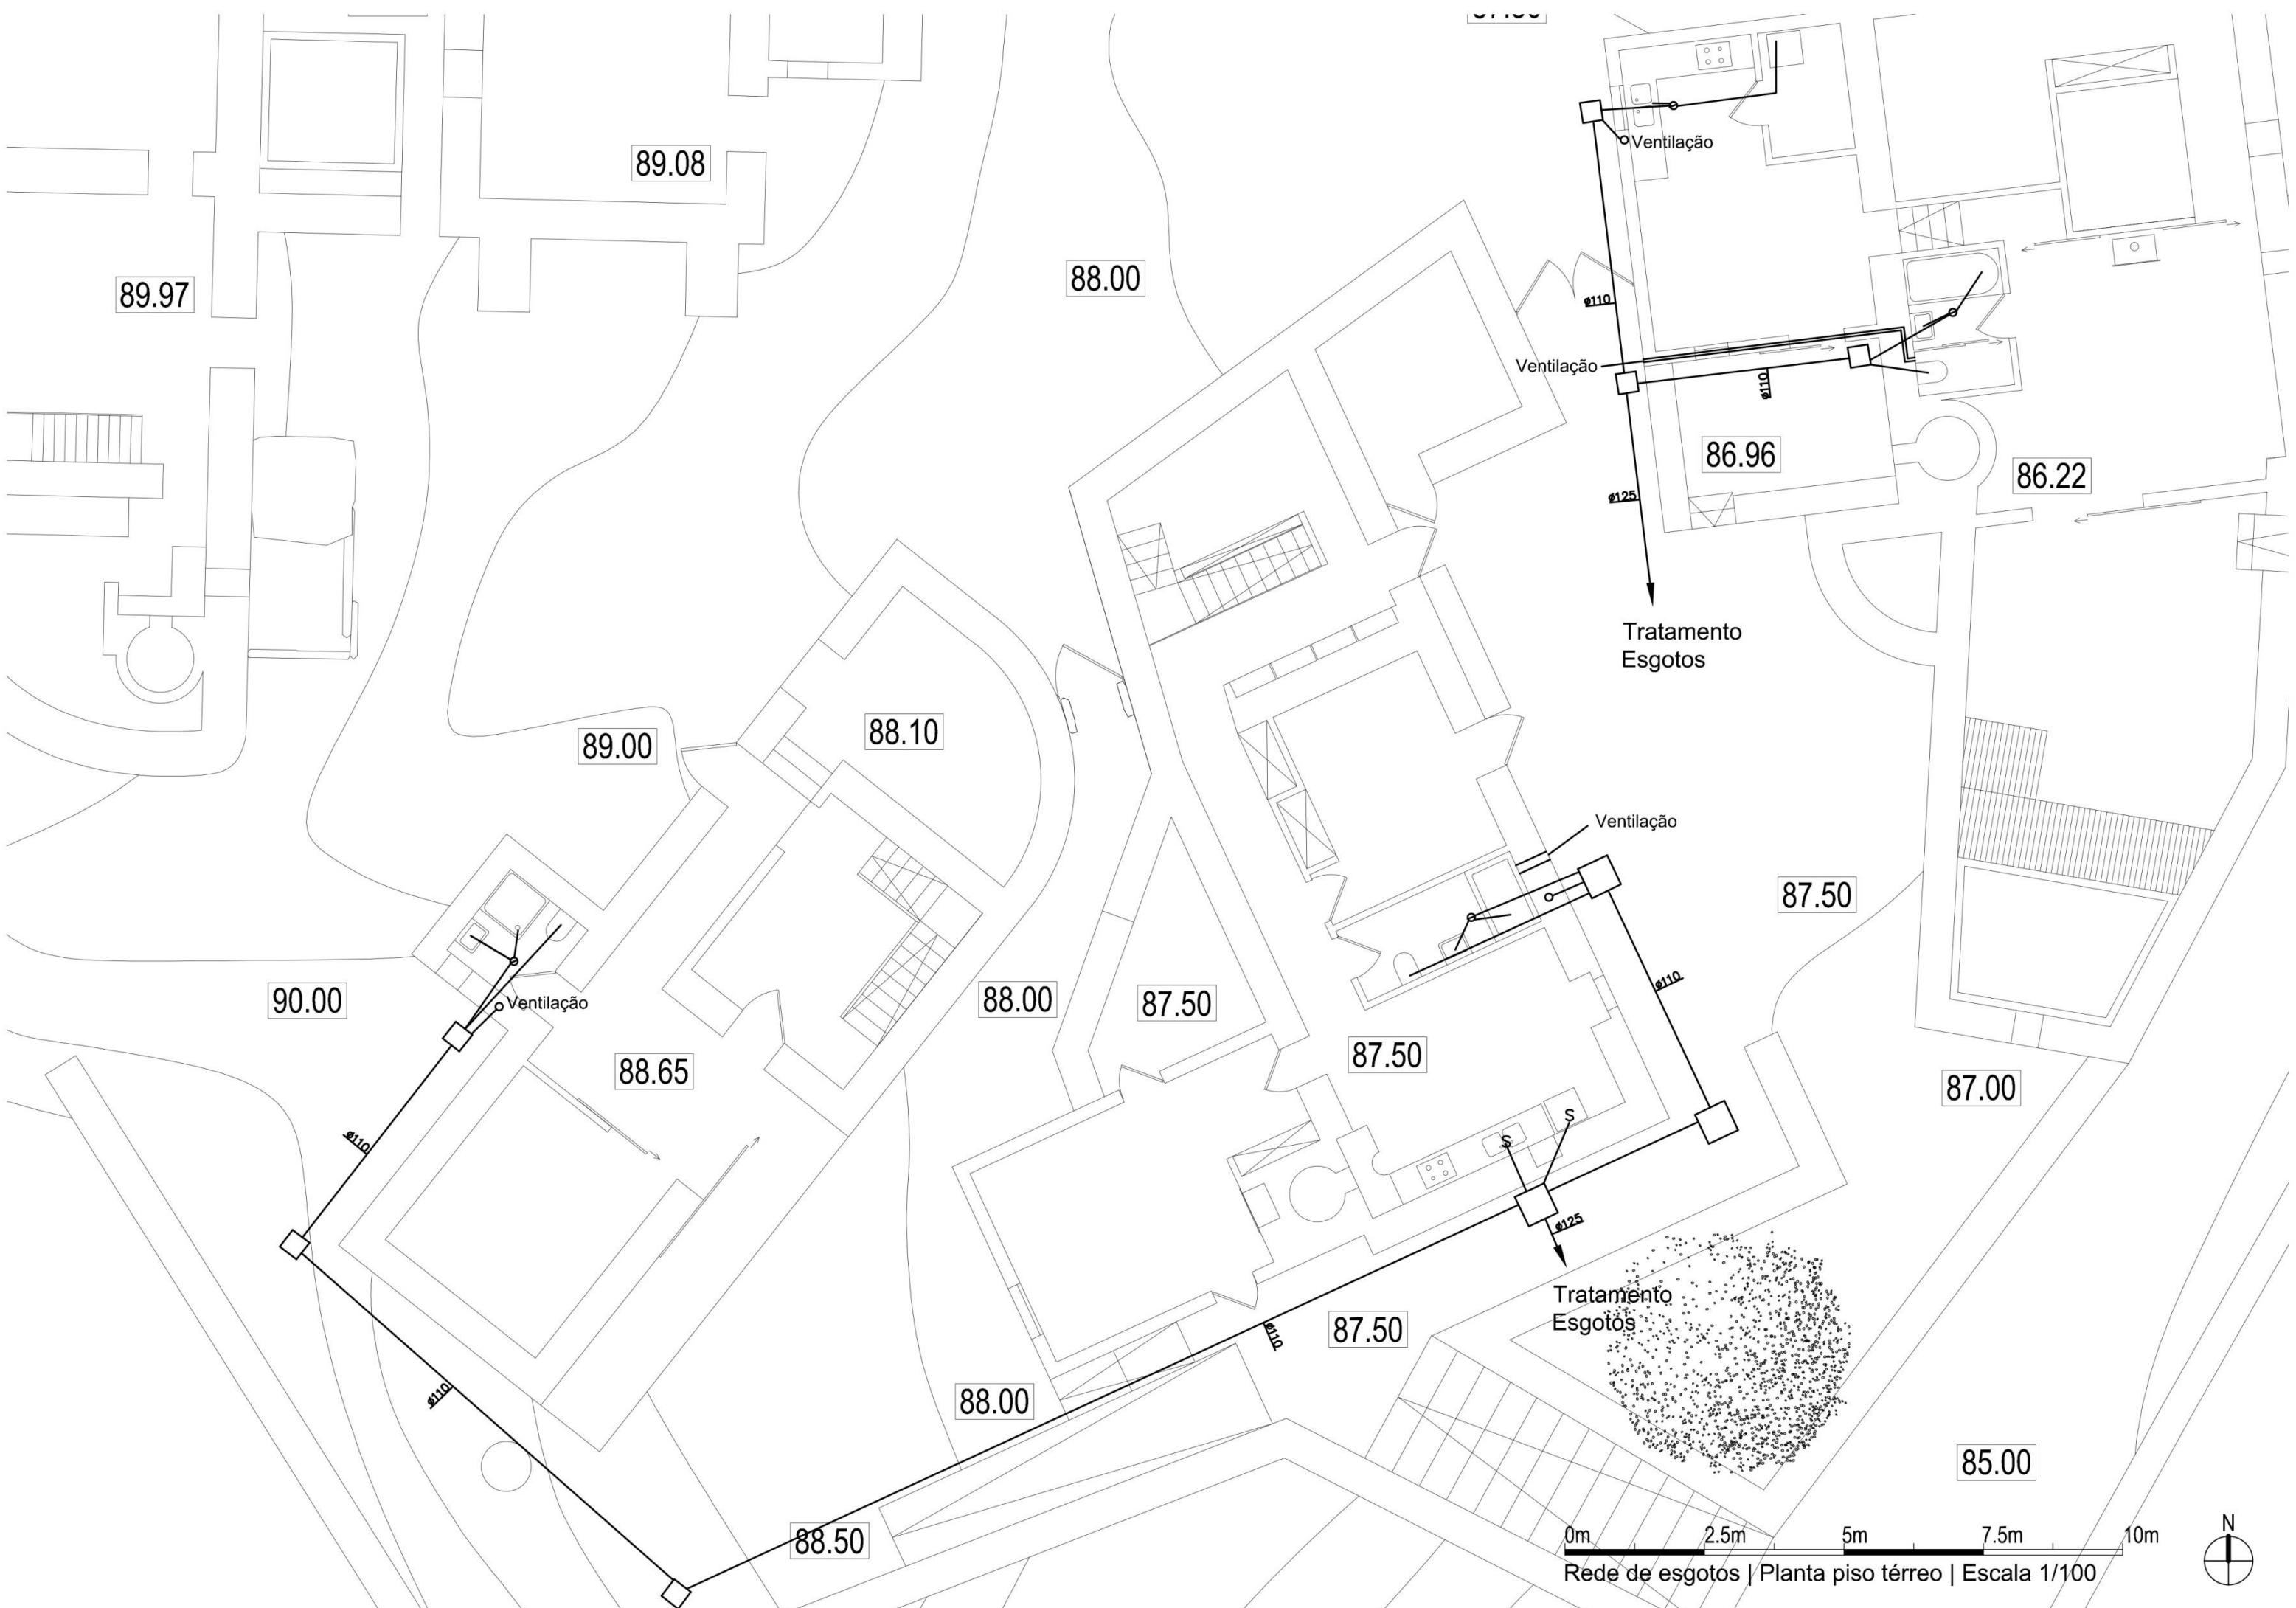 Ventilação
89.08
89.97
88.00
ø110
Ventilação
ø110
86.96
86.22
ø125
Tratamento
Esgotos
88.10
89.00
Ventilação
87.50
90.00
Ventilação
88.00
87.50
ø110
87.50
88.65
87.00
ø110
S
S
ø125
Tratamento
Esgotos
87.50
ø110
ø110
88.00
85.00
88.50
0m 2.5m 5m 7.5m 10m
N
Rede de esgotos | Planta piso térreo | Escala 1/100